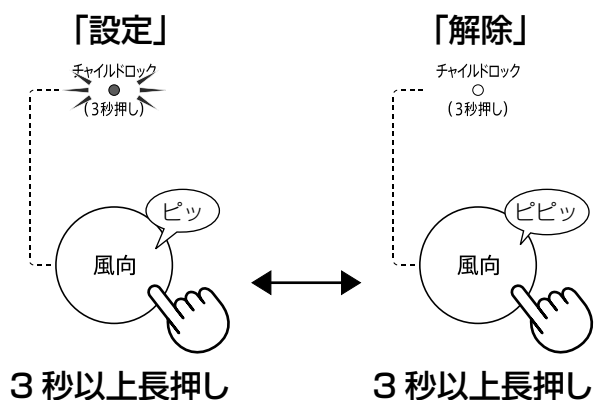 「設定」
チャイルドロック
(3秒押し)
ピッ
風向
3秒以上長押し
「解除」
チャイルドロック
(3秒押し)
ピピッ
風向
3秒以上長押し